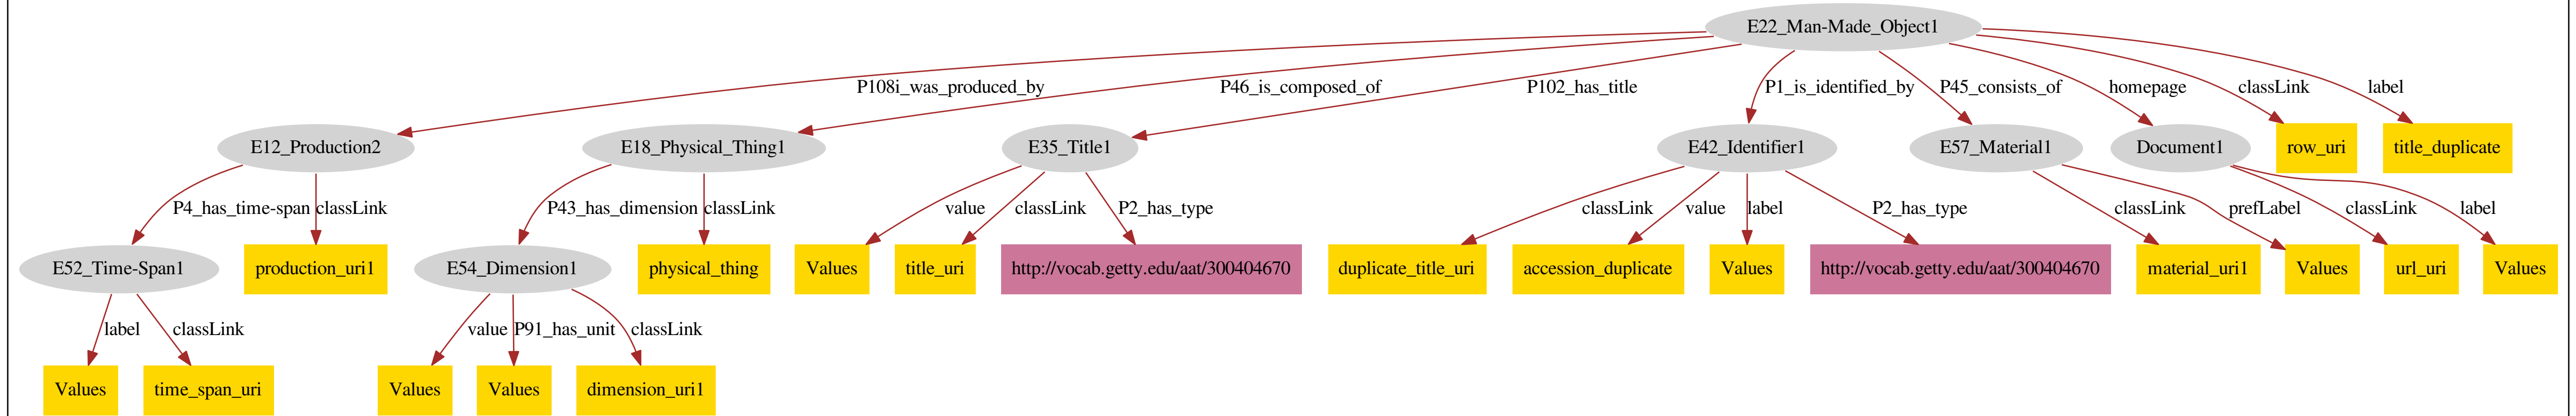 E22_Man-Made_Object1
P108i_was_produced_by P46_is_composed_of P102_has_title P1_is_identified_by P45_consists_of homepage classLink label
E12_Production2 E18_Physical_Thing1 E35_Title1 E42_Identifier1 E57_Material1 Document1 row_uri title_duplicate
P4_has_time-span classLink P43_has_dimension classLink value classLink P2_has_type classLink value label P2_has_type classLink prefLabel classLink label
E52_Time-Span1 production_uri1 E54_Dimension1 physical_thing Values title_uri http://vocab.getty.edu/aat/300404670 duplicate_title_uri accession_duplicate Values http://vocab.getty.edu/aat/300404670 material_uri1 Values url_uri Values
label classLink value P91_has_unit classLink
Values time_span_uri Values Values dimension_uri1